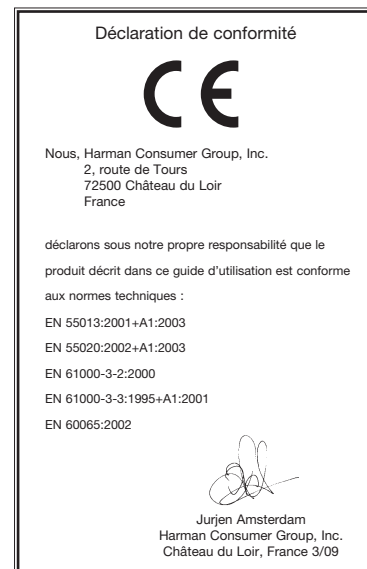 Déclaration de conformité
CE
Nous, Harman Consumer Group, Inc.
2, route de Tours
72500 Château du Loir
France
déclarons sous notre propre responsabilité que le
produit décrit dans ce guide d’utilisation est conforme
aux normes techniques :
EN 55013:2001+A1:2003
EN 55020:2002+A1:2003
EN 61000-3-2:2000
EN 61000-3-3:1995+A1:2001
EN 60065:2002
Jurjen Amsterdam
Harman Consumer Group, Inc.
Château du Loir, France 3/09